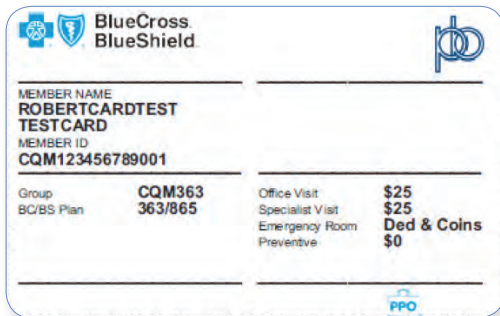 BlueCross
BlueShield
MEMBER NAME
ROBERTCARDTEST
TESTCARD
MEMBER ID
CQM123456789001
Group CQM363
BC/BS Plan 363/865
Office Visit $25
Specialist Visit $25
Emergency Room Ded & Coins
Preventive $0
PPO